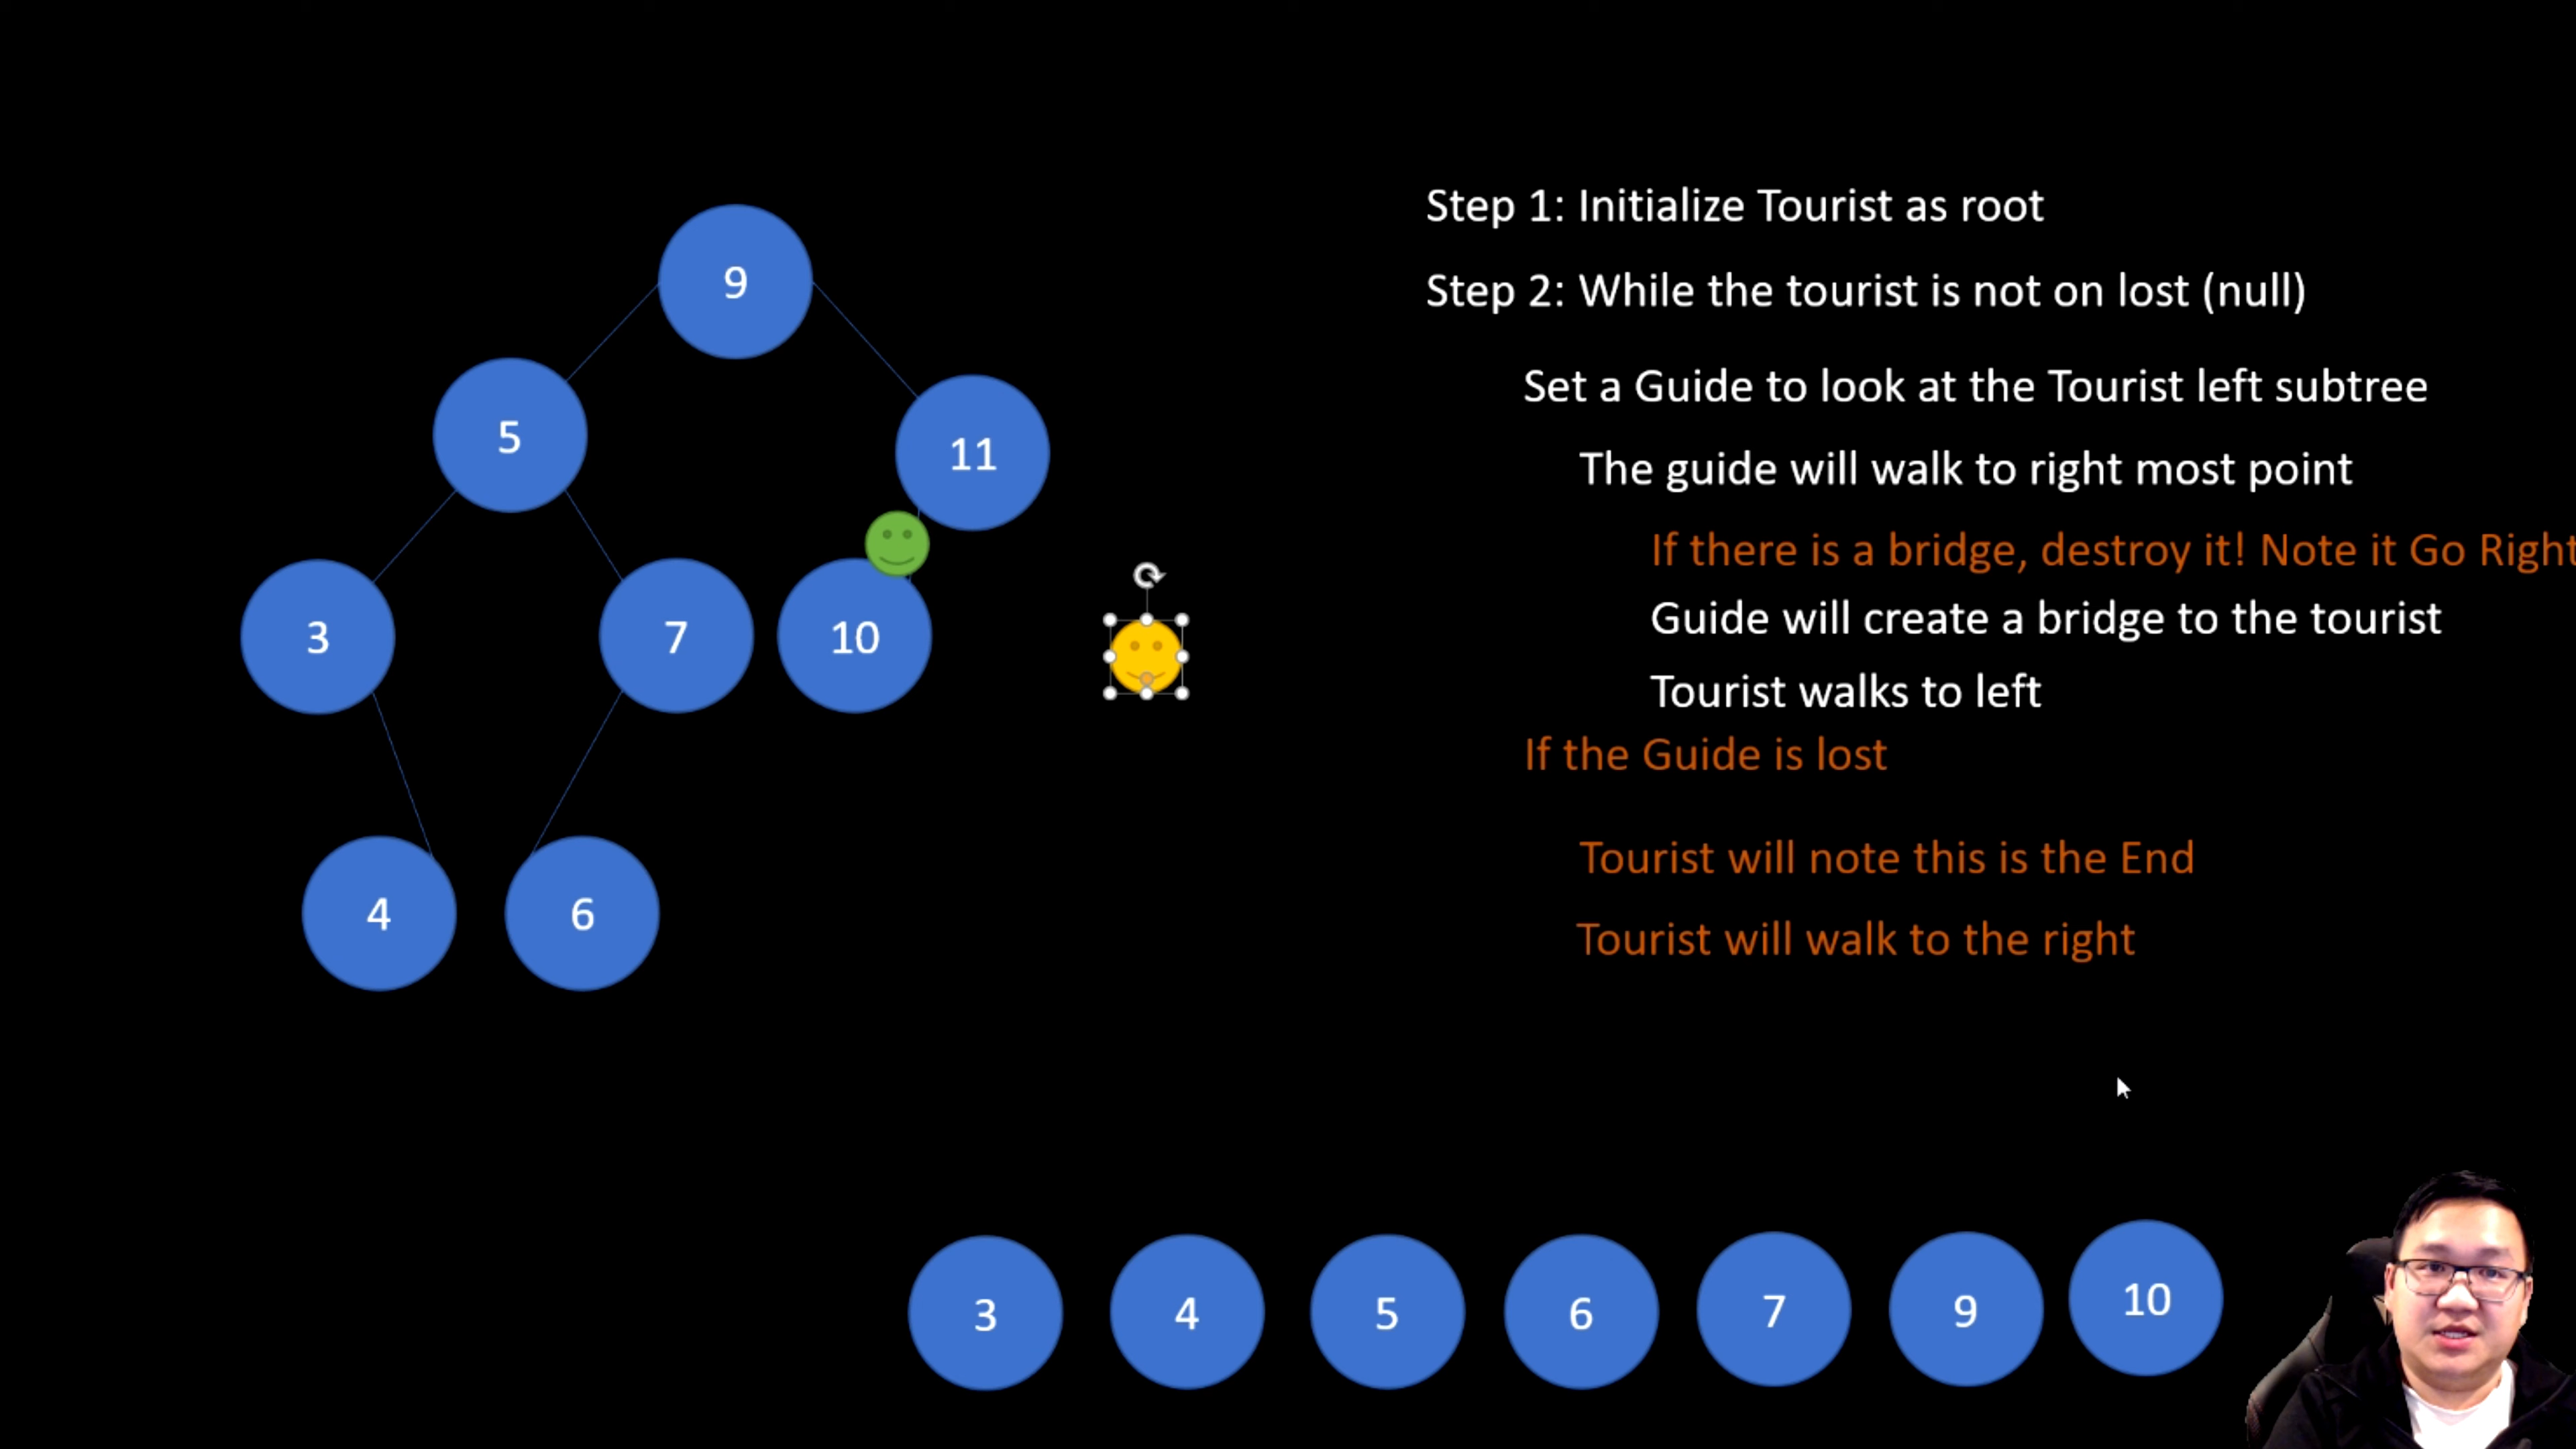 Step 1: Initialize Tourist as root
Step 2: While the tourist is not on lost (null)
Set a Guide to look at the Tourist left subtree
The guide will walk to right most point
If there is a bridge, destroy it! Note it Go Right
Guide will create a bridge to the tourist
Tourist walks to left
If the Guide is lost
Tourist will note this is the End
Tourist will walk to the right
9
5
11
3
7
10
4
6
3 4 5 6 7 9 10